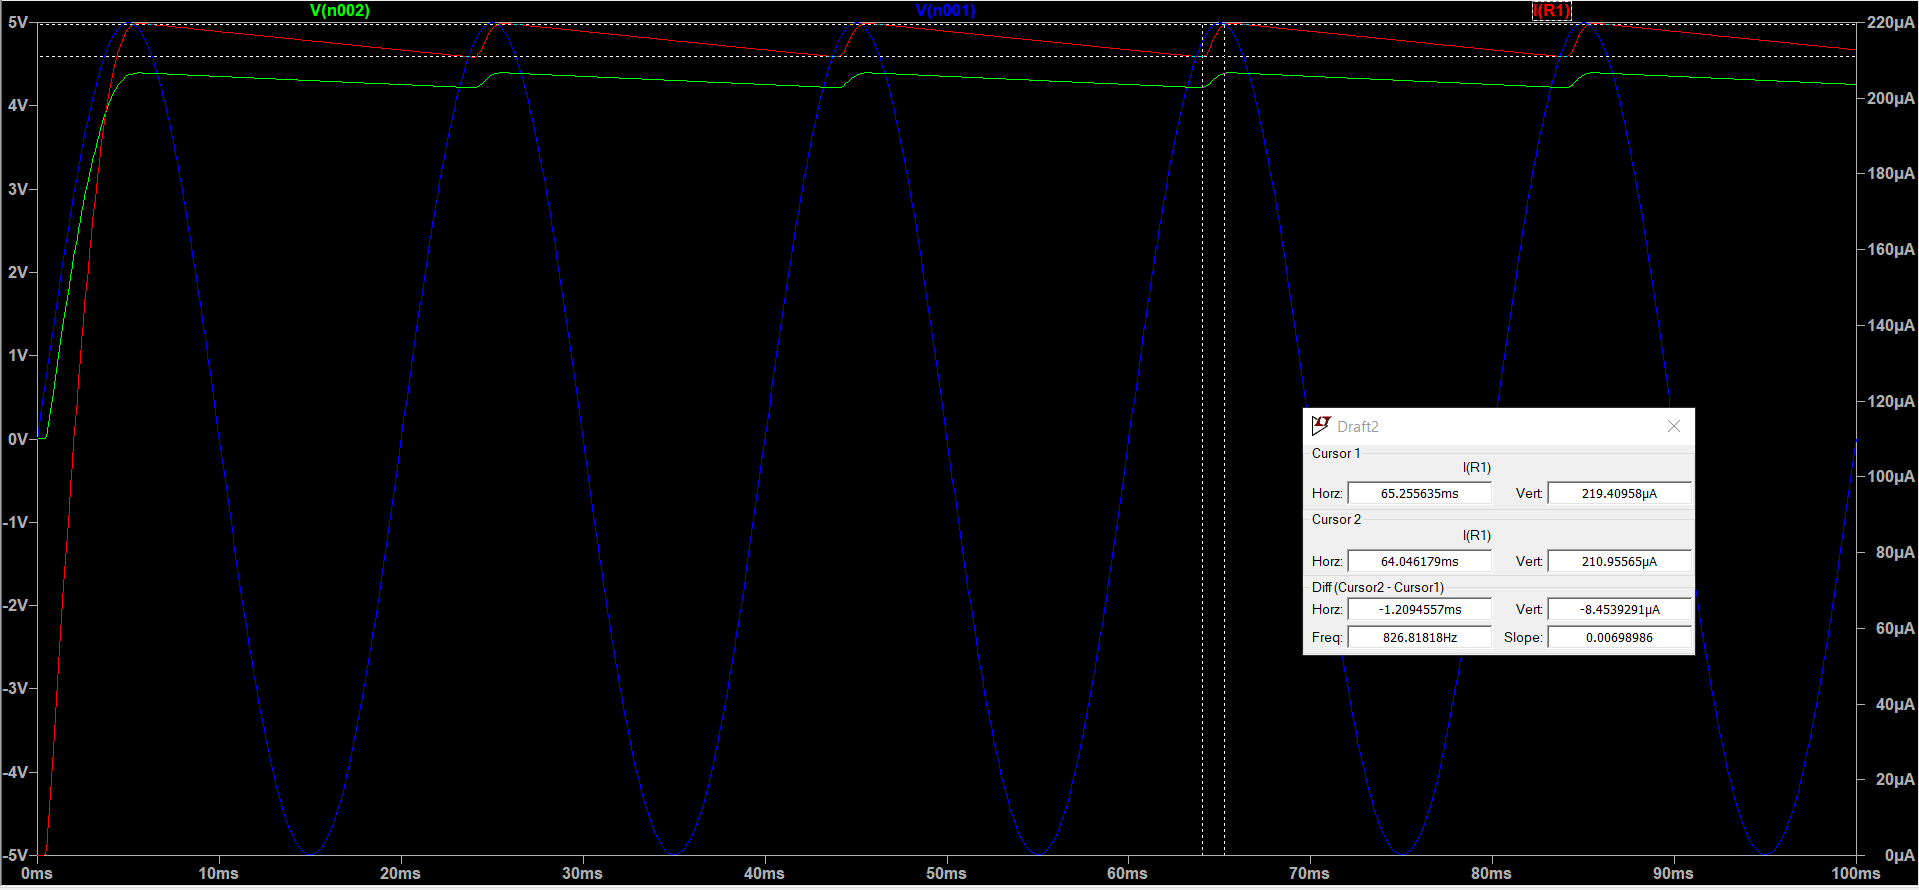 V(n002) V(n001) I(R1)
5V
4V
3V
2V
1V
0V
-1V
-2V
-3V
-4V
-5V
220µA
200µA
180µA
160µA
140µA
120µA
100µA
80µA
60µA
40µA
20µA
0µA
0ms 10ms 20ms 30ms 40ms 50ms 60ms 70ms 80ms 90ms 100ms
Draft2
Cursor 1
I(R1)
Horz: 65.255635ms Vert: 219.40958µA
Cursor 2
I(R1)
Horz: 64.046179ms Vert: 210.95565µA
Diff (Cursor2 - Cursor1)
Horz: -1.2094557ms Vert: -8.4539291µA
Freq: 826.81818Hz Slope: 0.00698986